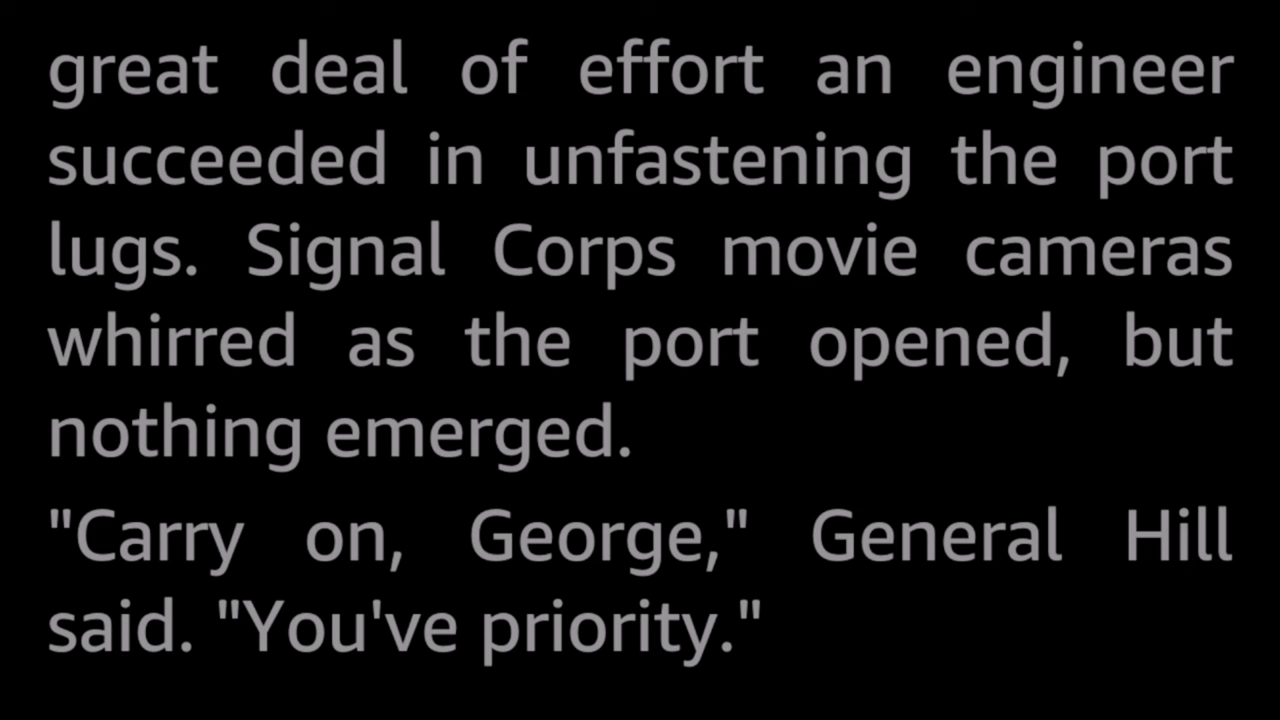 great deal of effort an engineer
succeeded in unfastening the port
lugs. Signal Corps movie cameras
whirred as the port opened, but
nothing emerged.
"Carry on, George," General Hill
said. "You've priority."